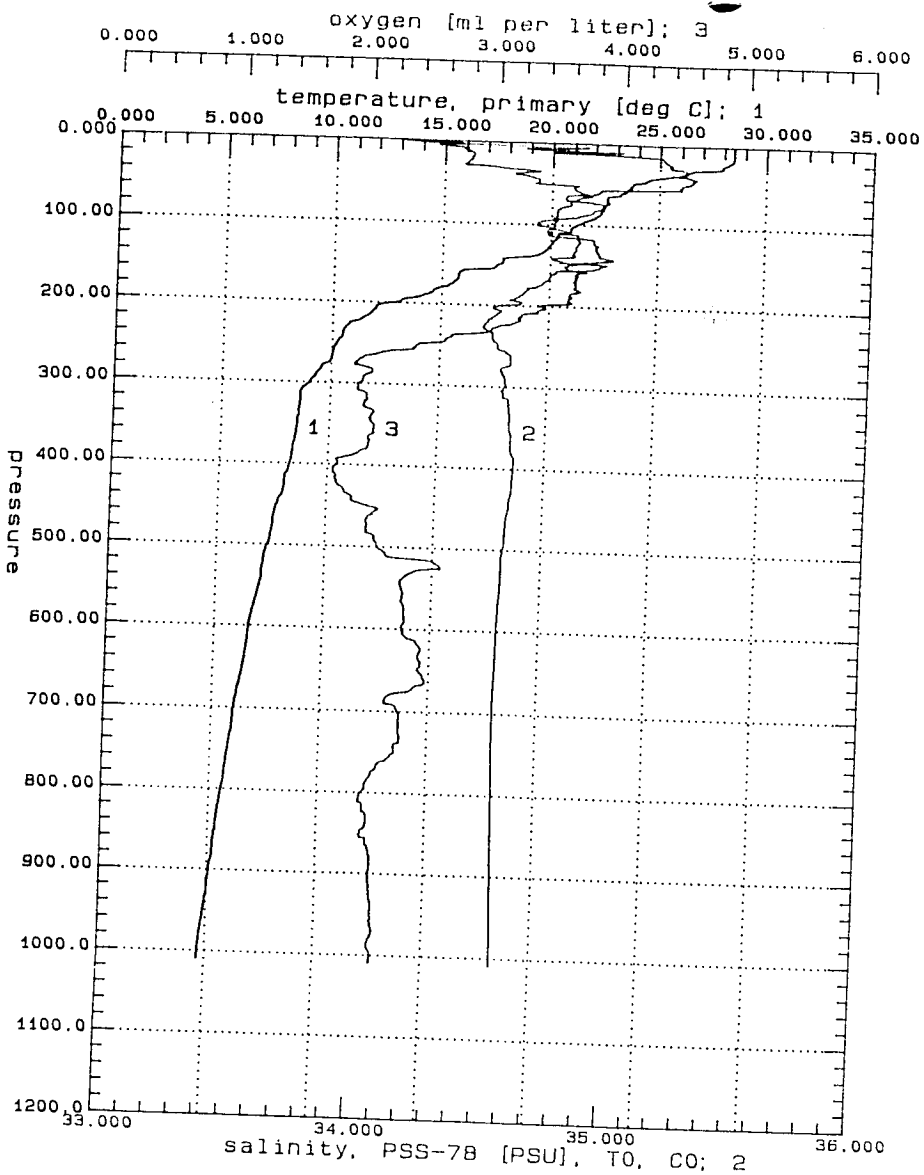 oxygen [ml per liter]; 3
0.000 1.000 2.000 3.000 4.000 5.000 6.000
temperature, primary [deg C]; 1
0.000 5.000 10.000 15.000 20.000 25.000 30.000 35.000
0.000
100.00
200.00
300.00
1 3 2
400.00
pressure
500.00
600.00
700.00
800.00
900.00
1000.0
1100.0
1200.0
33.000 34.000 35.000 36.000
salinity, PSS-78 [PSU], T0, C0; 2